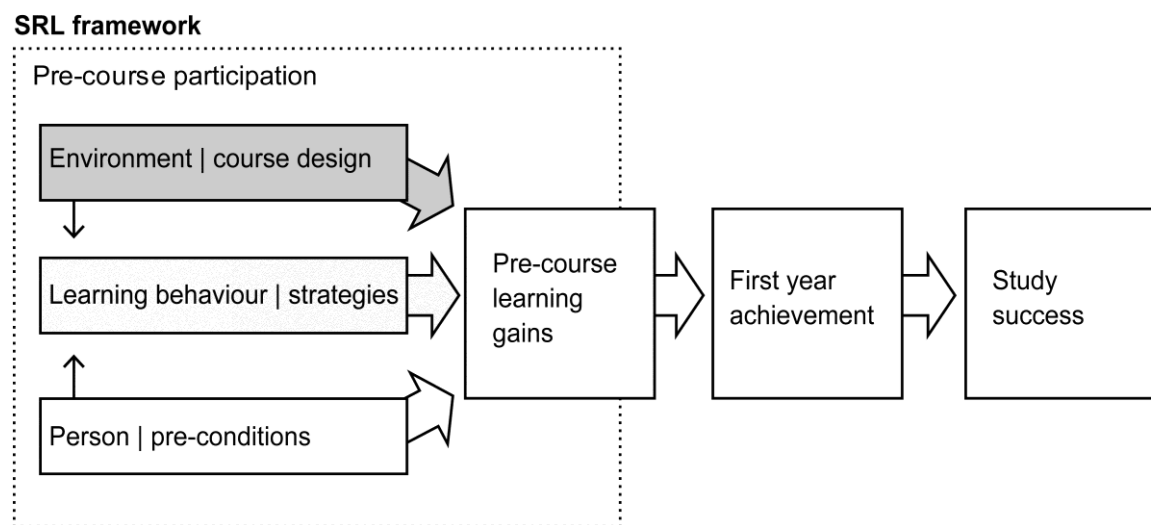 SRL framework
Pre-course participation
Environment | course design
Learning behaviour | strategies
Person | pre-conditions
Pre-course
learning
gains
First year
achievement
Study
success